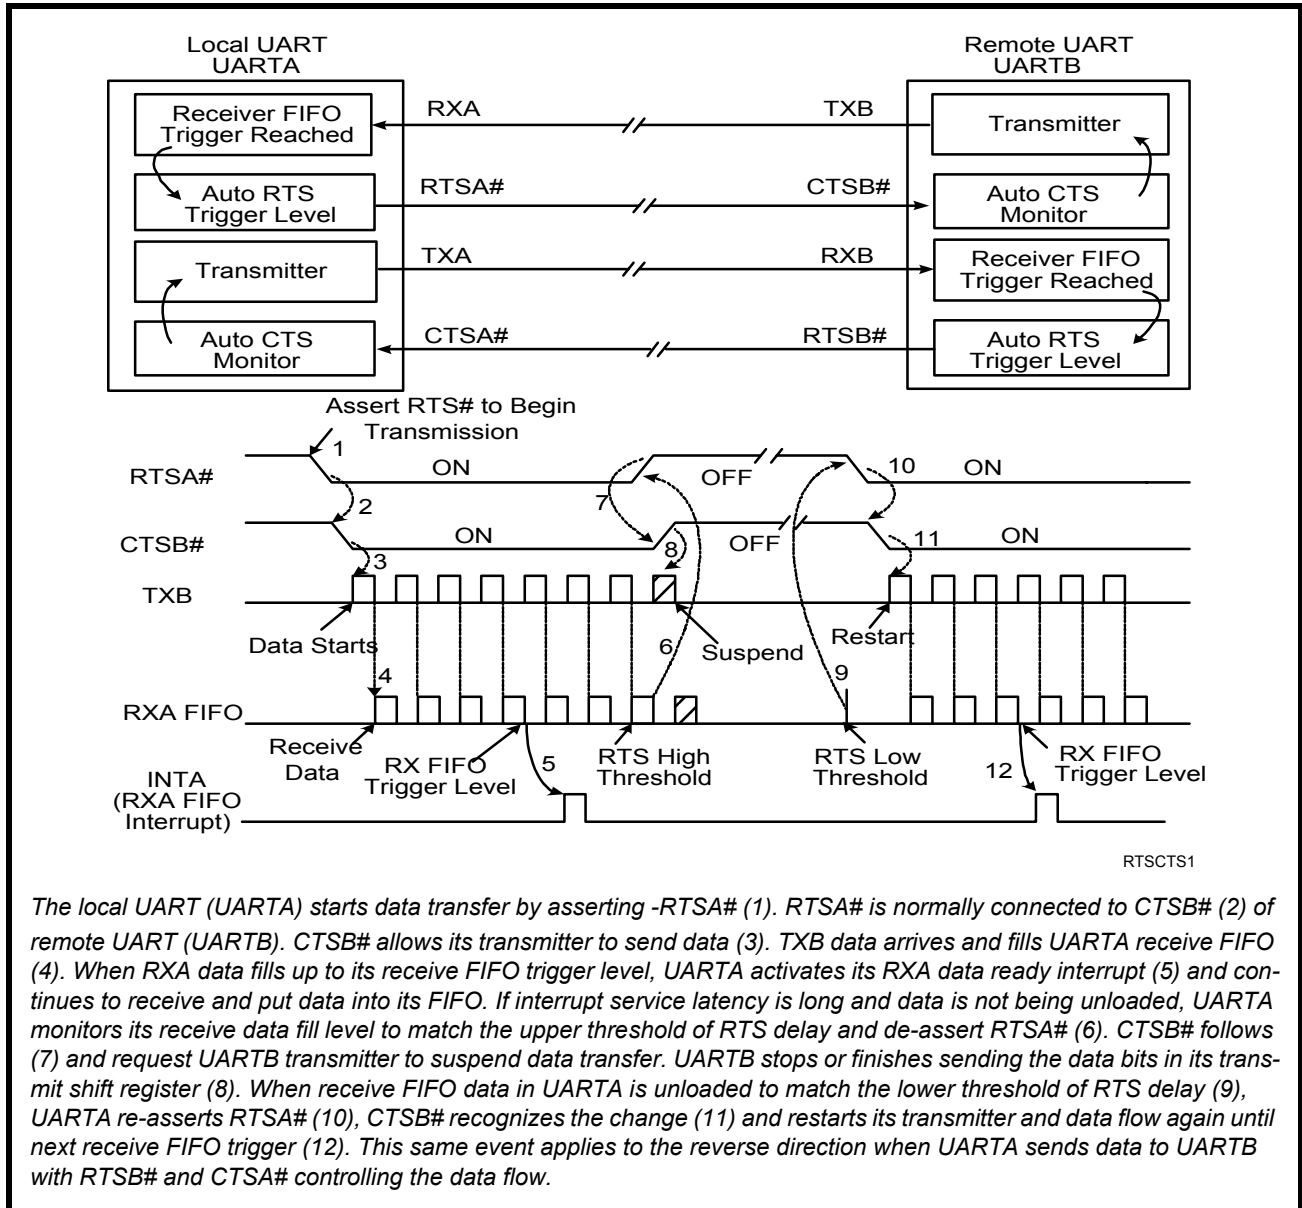 Local UART
UARTA
Remote UART
UARTB
Receiver FIFO
Trigger Reached
RXA
TXB
Transmitter
Auto RTS
Trigger Level
RTSA#
CTSB#
Auto CTS
Monitor
Transmitter
TXA
RXB
Receiver FIFO
Trigger Reached
Auto CTS
Monitor
CTSA#
RTSB#
Auto RTS
Trigger Level
Assert RTS# to Begin
Transmission
RTSA#
1
ON
7
OFF
10
ON
2
CTSB#
3
ON
8
OFF
11
ON
TXB
Data Starts
6
Suspend
Restart
4
9
RXA FIFO
Receive
Data
RX FIFO
Trigger Level
5
RTS High
Threshold
RTS Low
Threshold
12
RX FIFO
Trigger Level
INTA
(RXA FIFO
Interrupt)
RTSCTS1
The local UART (UARTA) starts data transfer by asserting -RTSA# (1). RTSA# is normally connected to CTSB# (2) of
remote UART (UARTB). CTSB# allows its transmitter to send data (3). TXB data arrives and fills UARTA receive FIFO
(4). When RXA data fills up to its receive FIFO trigger level, UARTA activates its RXA data ready interrupt (5) and con-
tinues to receive and put data into its FIFO. If interrupt service latency is long and data is not being unloaded, UARTA
monitors its receive data fill level to match the upper threshold of RTS delay and de-assert RTSA# (6). CTSB# follows
(7) and request UARTB transmitter to suspend data transfer. UARTB stops or finishes sending the data bits in its trans-
mit shift register (8). When receive FIFO data in UARTA is unloaded to match the lower threshold of RTS delay (9),
UARTA re-asserts RTSA# (10), CTSB# recognizes the change (11) and restarts its transmitter and data flow again until
next receive FIFO trigger (12). This same event applies to the reverse direction when UARTA sends data to UARTB
with RTSB# and CTSA# controlling the data flow.